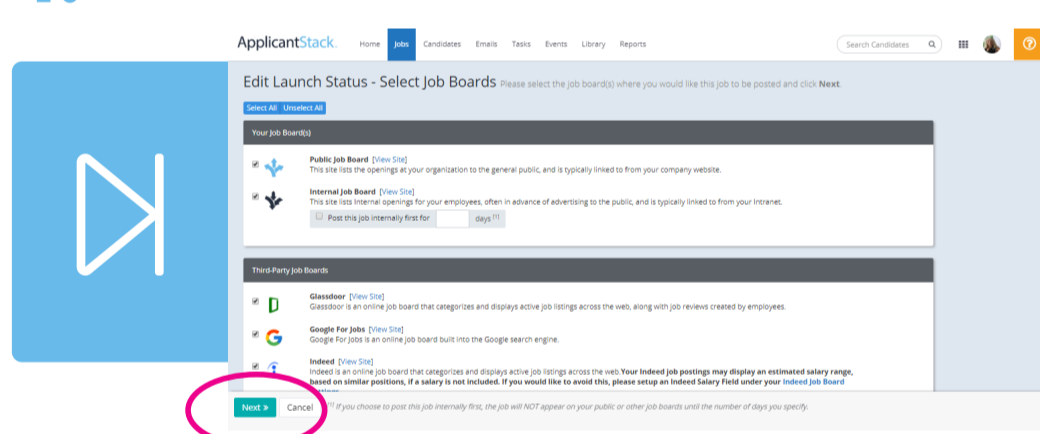 ApplicantStack
Home Jobs Candidates Emails Tasks Events Library Reports
Search Candidates
Edit Launch Status - Select Job Boards Please select the job board(s) where you would like this job to be posted and click Next.
Select All Unselect All
Your Job Board(s)
Public Job Board [View Site]
This site lists the openings at your organization to the general public, and is typically linked to from your company website.
Internal Job Board [View Site]
This site lists Internal openings for your employees, often in advance of advertising to the public, and is typically linked to from your Intranet.
Post this job internally first for days [1]
Third-Party Job Boards
Glassdoor [View Site]
Glassdoor is an online job board that categorizes and displays active job listings across the web, along with job reviews created by employees.
Google For Jobs [View Site]
Google For Jobs is an online job board built into the Google search engine.
Indeed [View Site]
Indeed is an online job board that categorizes and displays active job listings across the web.Your Indeed job postings may display an estimated salary range,
based on similar positions, if a salary is not included. If you would like to avoid this, please setup an Indeed Salary Field under your Indeed Job Board
Next » Cancel [1] If you choose to post this job internally first, the job will NOT appear on your public or other job boards until the number of days you specify.